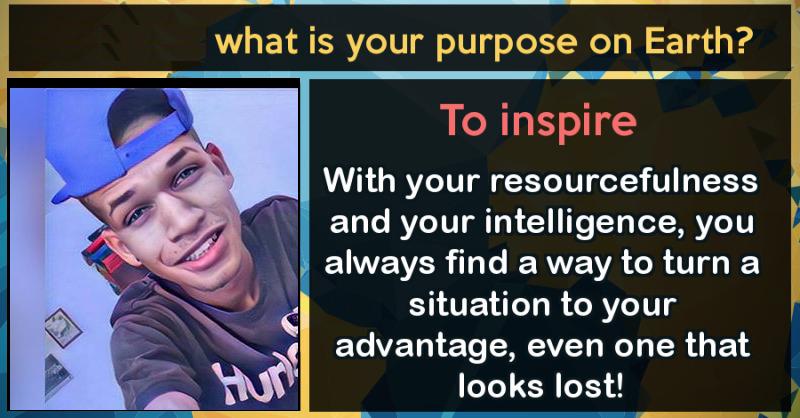 what is your purpose on Earth?
To inspire
With your resourcefulness
and your intelligence, you
always find a way to turn a
situation to your
advantage, even one that
looks lost!